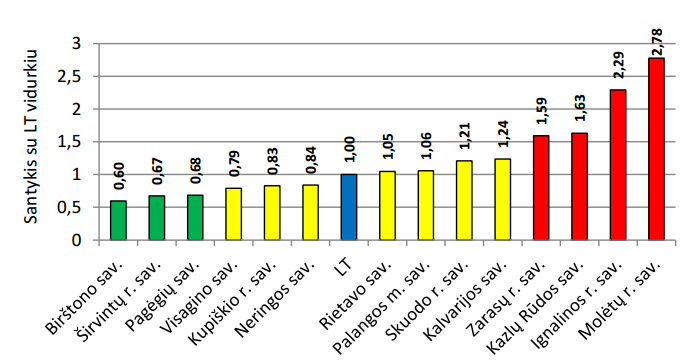 Santykis su LT vidurkiu
3
2,5
2
1,5
1
0,5
0
0,60
0,67
0,68
0,79
0,83
0,84
1,00
1,05
1,06
1,21
1,24
1,59
1,63
2,29
2,78
Birštono sav.
Širvintų r. sav.
Pagėgių sav.
Visagino sav.
Kupiškio r. sav.
Neringos sav.
LT
Rietavo sav.
Palangos m. sav.
Skuodo r. sav.
Kalvarijos sav.
Zarasų r. sav.
Kazlų Rūdos sav.
Ignalinos r. sav.
Molėtų r. sav.